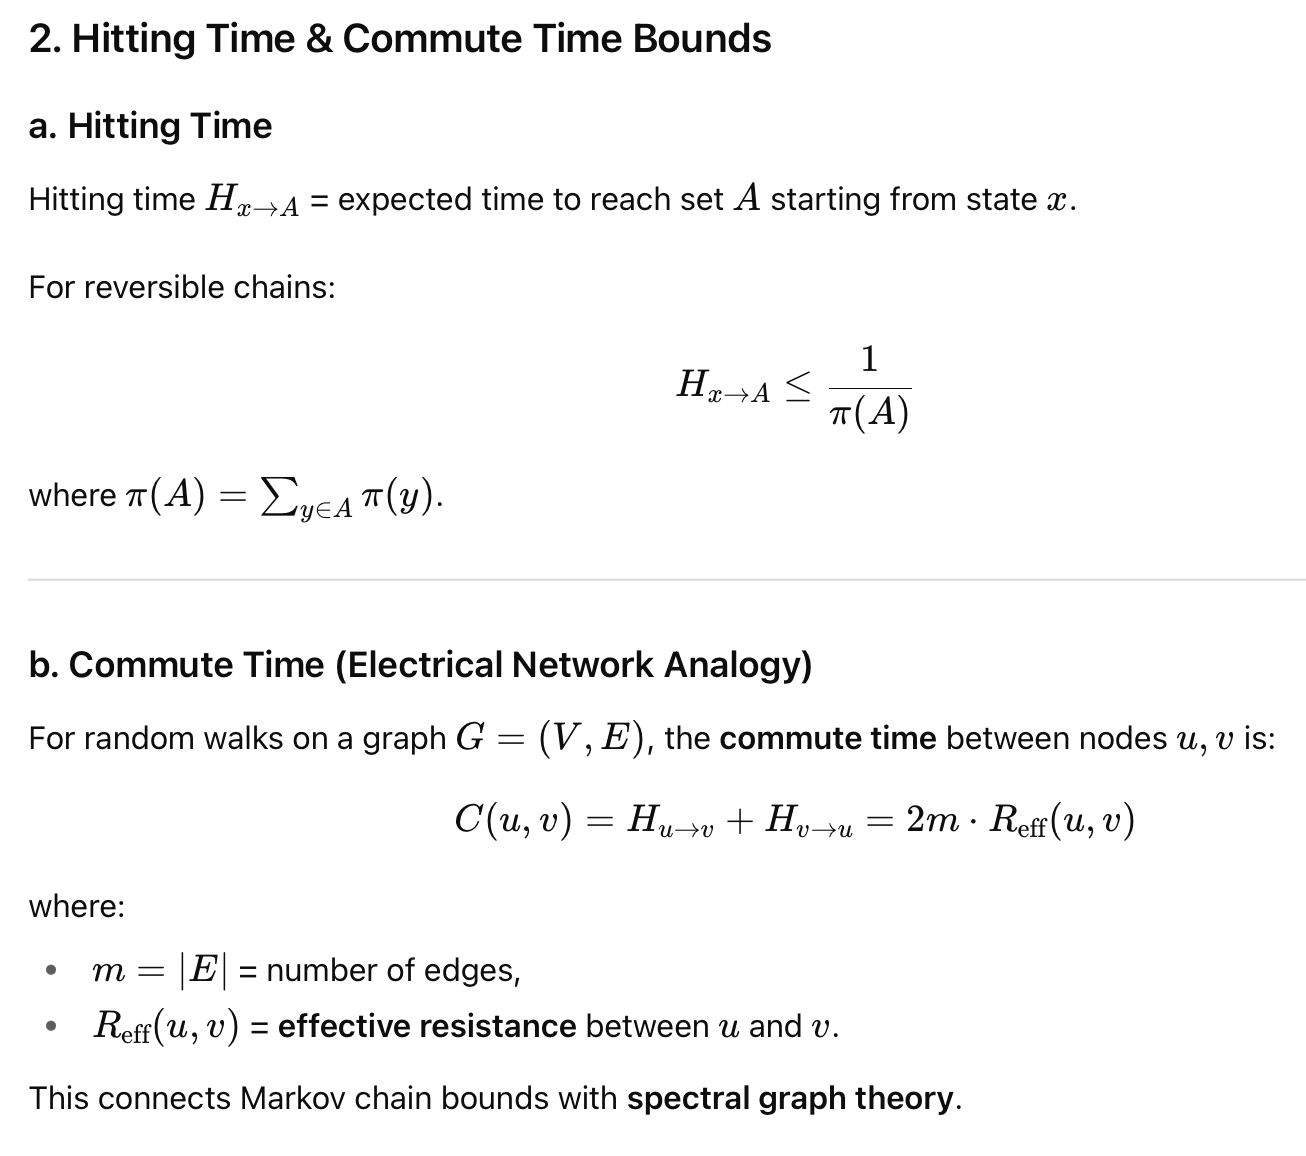 2. Hitting Time & Commute Time Bounds
a. Hitting Time
Hitting time $H_{x \to A}$ = expected time to reach set $A$ starting from state $x$.
For reversible chains:
$$H_{x \to A} \leq \frac{1}{\pi(A)}$$
where $\pi(A) = \sum_{y \in A} \pi(y)$.
b. Commute Time (Electrical Network Analogy)
For random walks on a graph $G = (V, E)$, the commute time between nodes $u, v$ is:
$$C(u, v) = H_{u \to v} + H_{v \to u} = 2m \cdot R_{\text{eff}}(u, v)$$
where:
• $m = |E|$ = number of edges,
• $R_{\text{eff}}(u, v)$ = effective resistance between $u$ and $v$.
This connects Markov chain bounds with spectral graph theory.